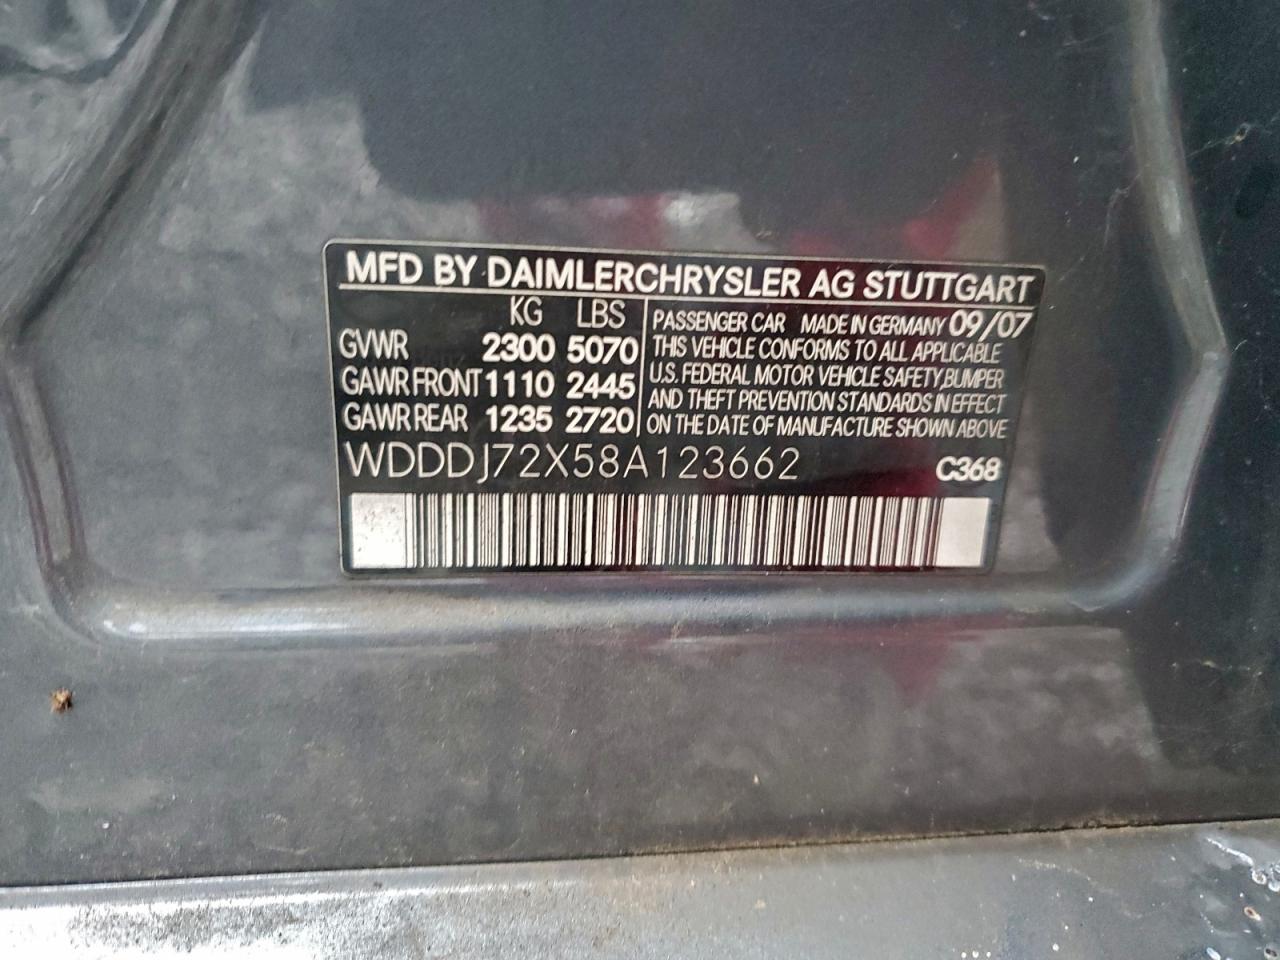 MFD BY DAIMLERCHRYSLER AG STUTTGART
KG LBS
GVWR 2300 5070
GAWR FRONT 1110 2445
GAWR REAR 1235 2720
PASSENGER CAR MADE IN GERMANY 09/07
THIS VEHICLE CONFORMS TO ALL APPLICABLE
U.S. FEDERAL MOTOR VEHICLE SAFETY, BUMPER
AND THEFT PREVENTION STANDARDS IN EFFECT
ON THE DATE OF MANUFACTURE SHOWN ABOVE
WDDDJ72X58A123662 C368